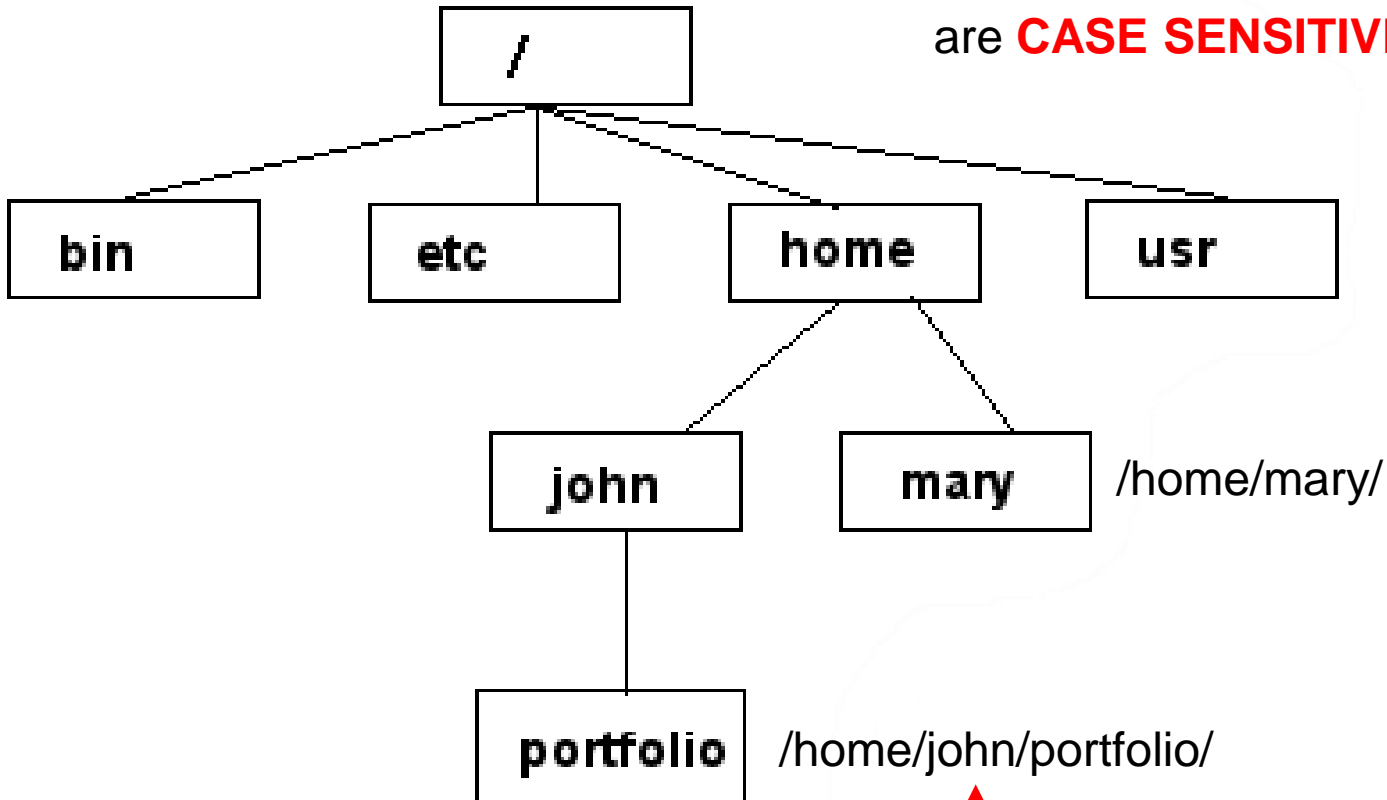 are CASE SENSITIV
/
bin
etc
home
usr
john
mary
/home/mary/
portfolio
/home/john/portfolio/